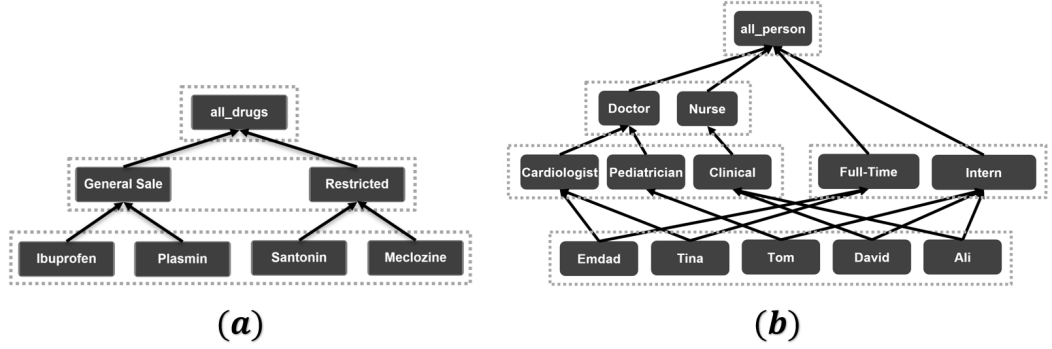 all_drugs
General Sale
Restricted
Ibuprofen
Plasmin
Santonin
Meclozine
(a)
all_person
Doctor
Nurse
Cardiologist
Pediatrician
Clinical
Full-Time
Intern
Emdad
Tina
Tom
David
Ali
(b)